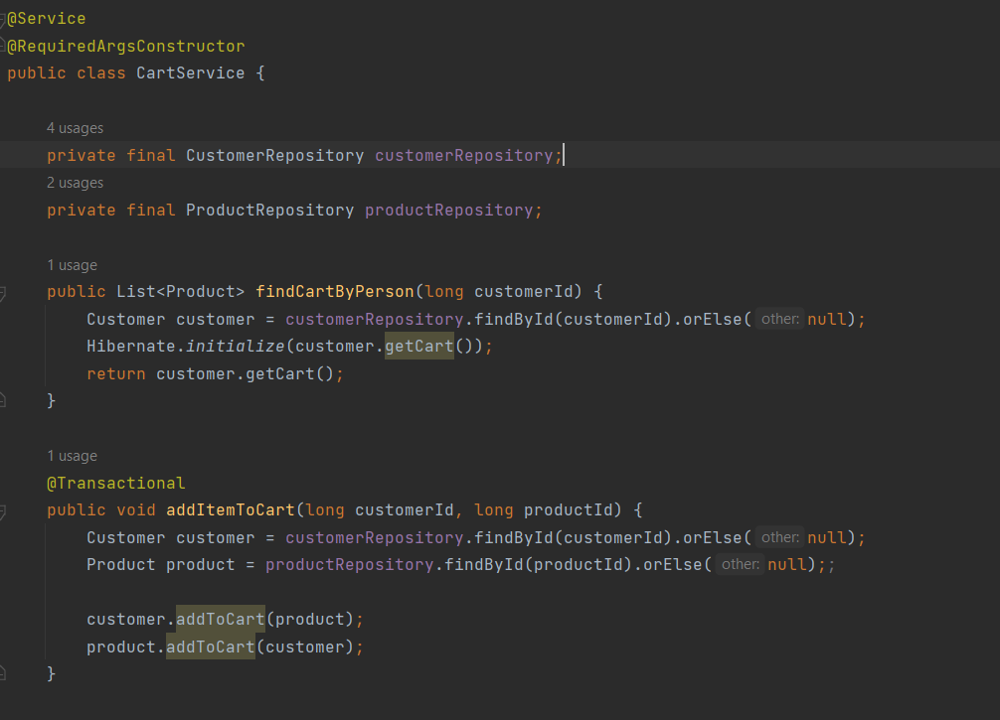 @Service
@RequiredArgsConstructor
public class CartService {
4 usages
private final CustomerRepository customerRepository;
2 usages
private final ProductRepository productRepository;
1 usage
public List<Product> findCartByPerson(long customerId) {
Customer customer = customerRepository.findById(customerId).orElse( other: null);
Hibernate.initialize(customer.getCart());
return customer.getCart();
}
1 usage
@Transactional
public void addItemToCart(long customerId, long productId) {
Customer customer = customerRepository.findById(customerId).orElse( other: null);
Product product = productRepository.findById(productId).orElse( other: null);;
customer.addToCart(product);
product.addToCart(customer);
}